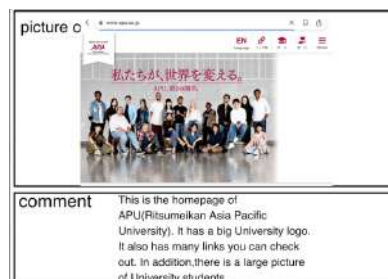 picture o
www.apu.ac.jp
EN
APU
私たちが、世界を変える。
comment
This is the homepage of
APU(Ritsumeikan Asia Pacific
University). It has a big University logo.
It also has many links you can check
out. In addition,there is a large picture
of University students